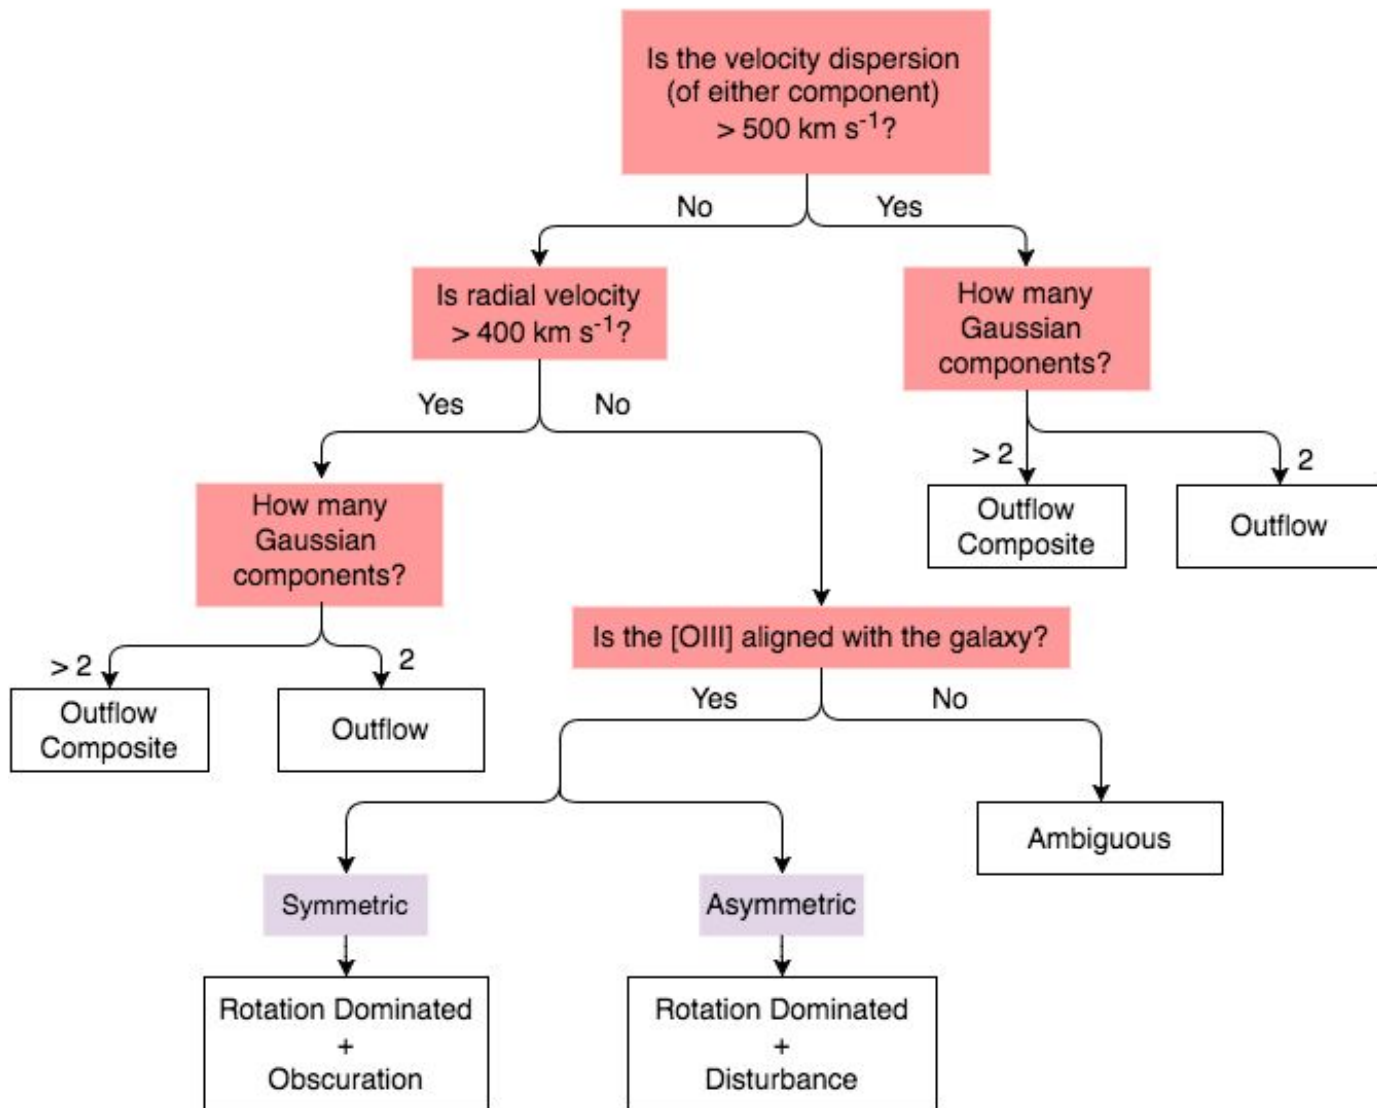 Is the velocity dispersion
(of either component)
> 500 km s⁻¹?
No
Yes
Is radial velocity
> 400 km s⁻¹?
How many
Gaussian
components?
Yes
No
> 2
2
Outflow
Composite
Outflow
How many
Gaussian
components?
Is the [OIII] aligned with the galaxy?
> 2
2
Outflow
Composite
Outflow
Yes
No
Ambiguous
Symmetric
Asymmetric
Rotation Dominated
+
Obscuration
Rotation Dominated
+
Disturbance